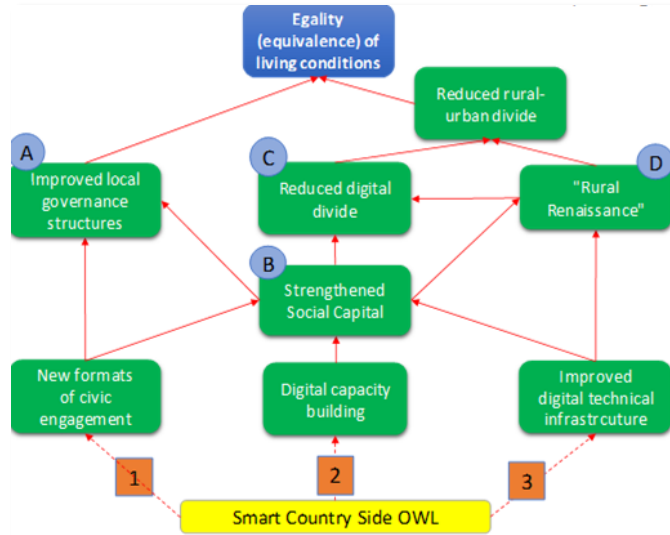 Egality
(equivalence) of
living conditions
Reduced rural-
urban divide
A
Improved local
governance
structures
C
Reduced digital
divide
D
"Rural
Renaissance"
B
Strengthened
Social Capital
New formats
of civic
engagement
Digital capacity
building
Improved
digital technical
infrastrcuture
1
2
3
Smart Country Side OWL